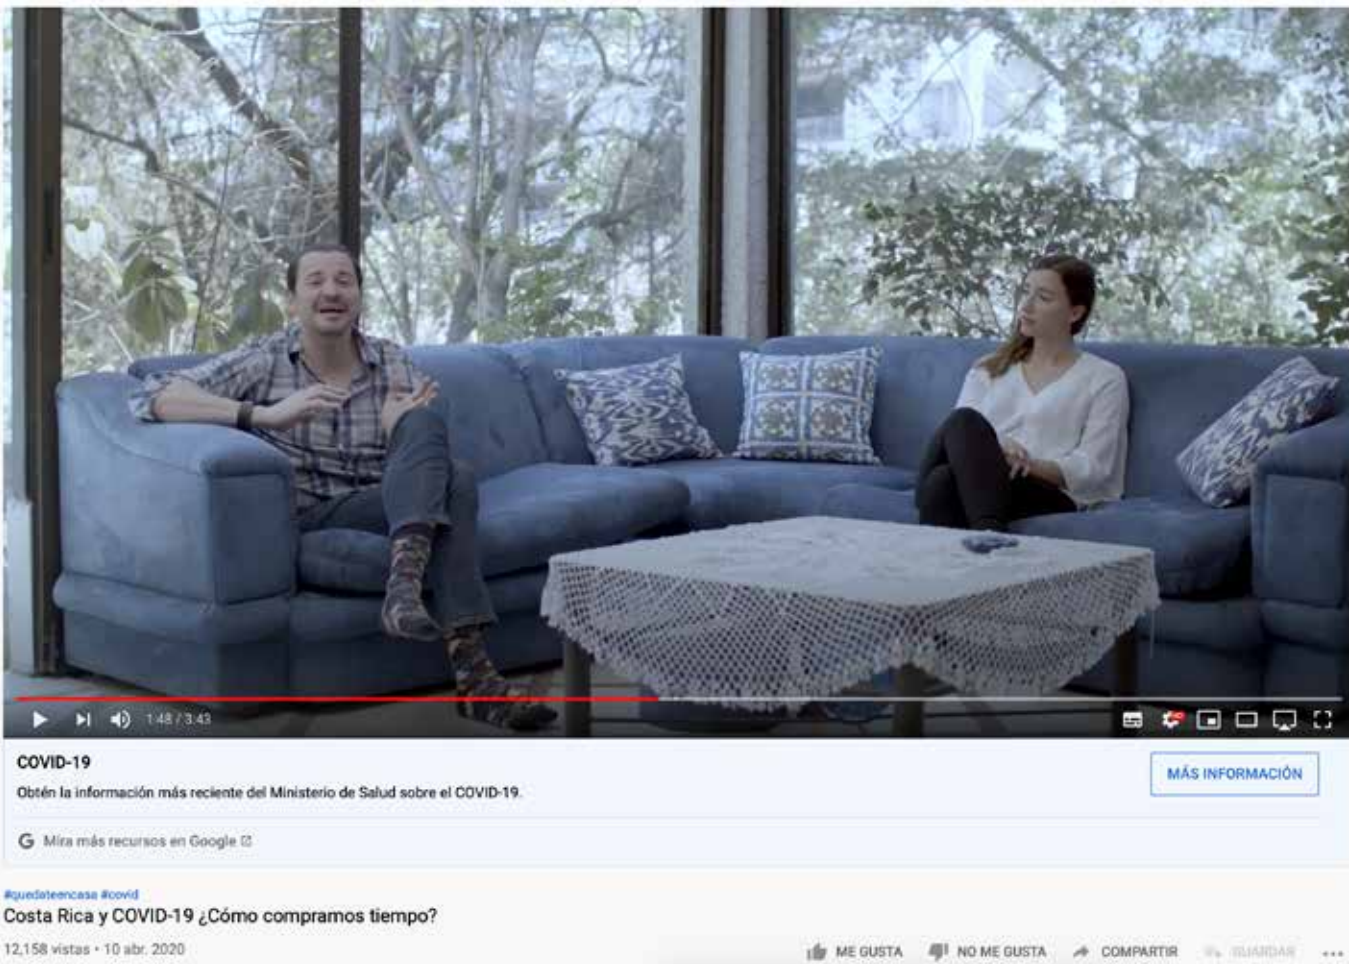 1:48 / 3:43
COVID-19
Obtén la información más reciente del Ministerio de Salud sobre el COVID-19.
MÁS INFORMACIÓN
Mira más recursos en Google
#quedateencasa #covid
Costa Rica y COVID-19 ¿Cómo compramos tiempo?
12,158 vistas • 10 abr. 2020
ME GUSTA NO ME GUSTA COMPARTIR GUARDAR